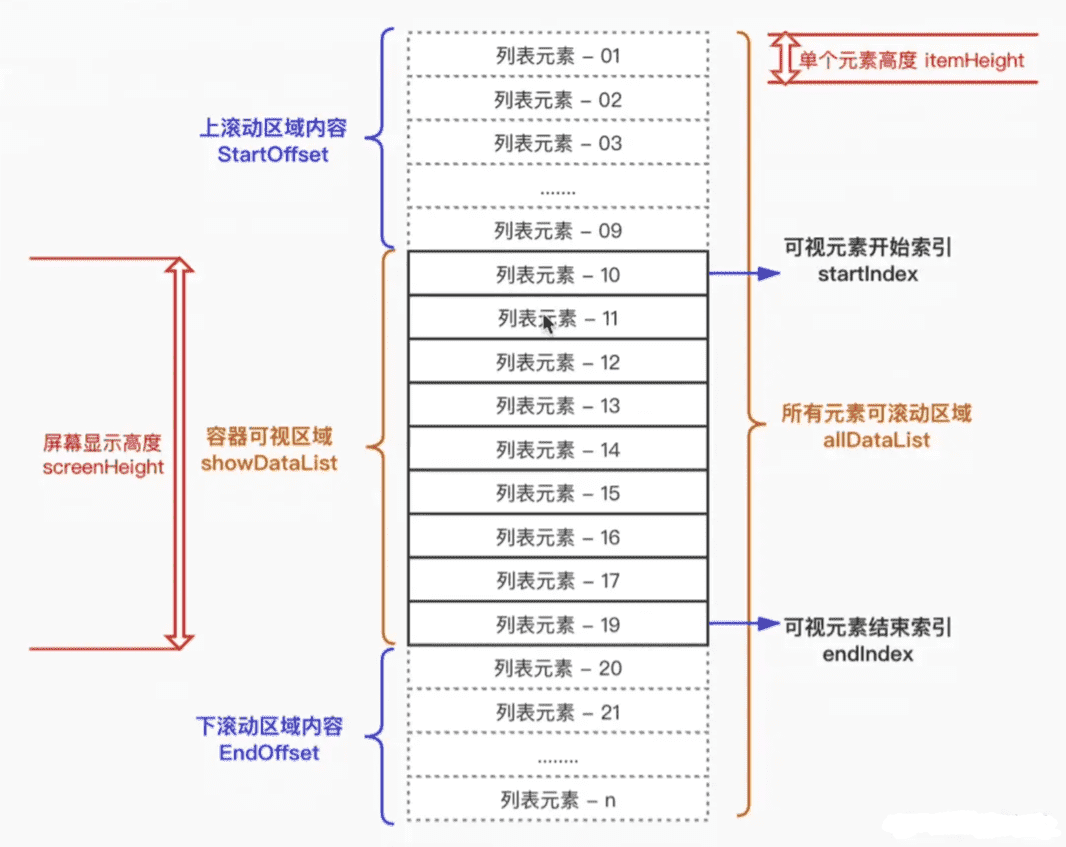 列表元素 – 01
单个元素高度 itemHeight
列表元素 – 02
上滚动区域内容
StartOffset
列表元素 – 03
.......
列表元素 – 09
可视元素开始索引
startIndex
列表元素 – 10
列表元素 – 11
列表元素 – 12
列表元素 – 13
所有元素可滚动区域
allDataList
屏幕显示高度
screenHeight
容器可视区域
showDataList
列表元素 – 14
列表元素 – 15
列表元素 – 16
列表元素 – 17
列表元素 – 19
可视元素结束索引
endIndex
列表元素 – 20
列表元素 – 21
下滚动区域内容
EndOffset
........
列表元素 – n